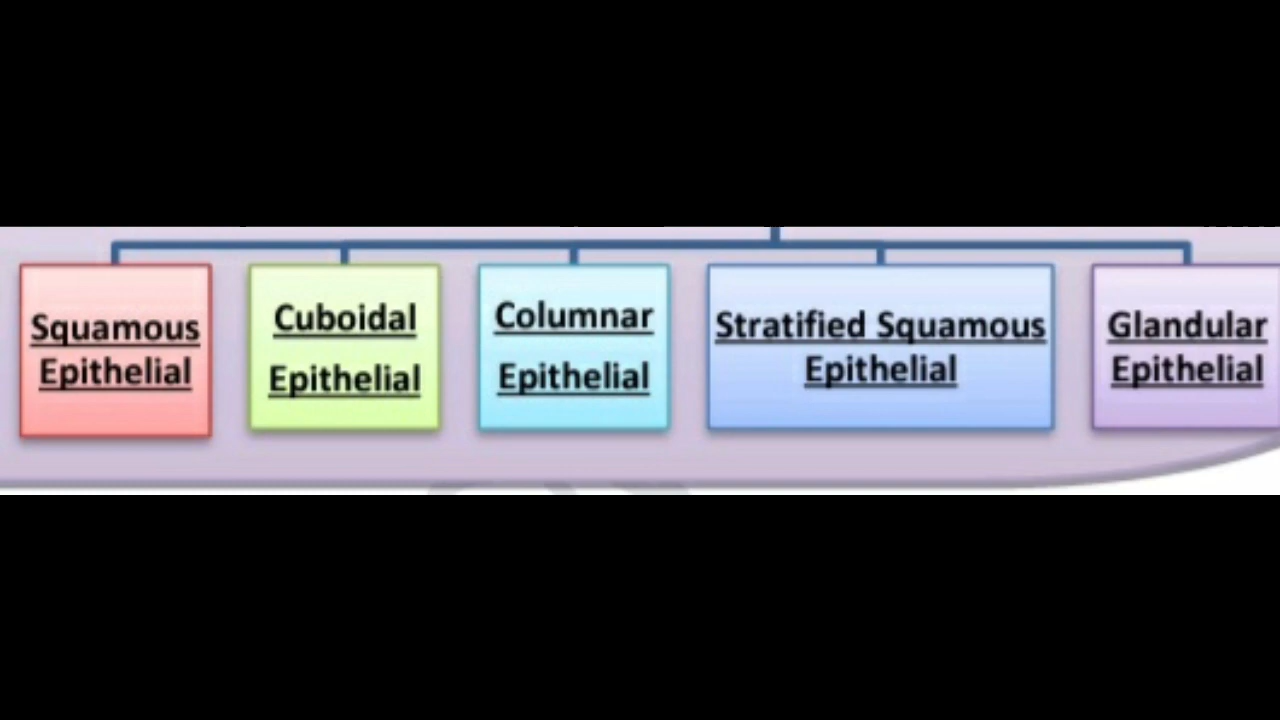 Squamous
Epithelial
Cuboidal
Epithelial
Columnar
Epithelial
Stratified Squamous
Epithelial
Glandular
Epithelial